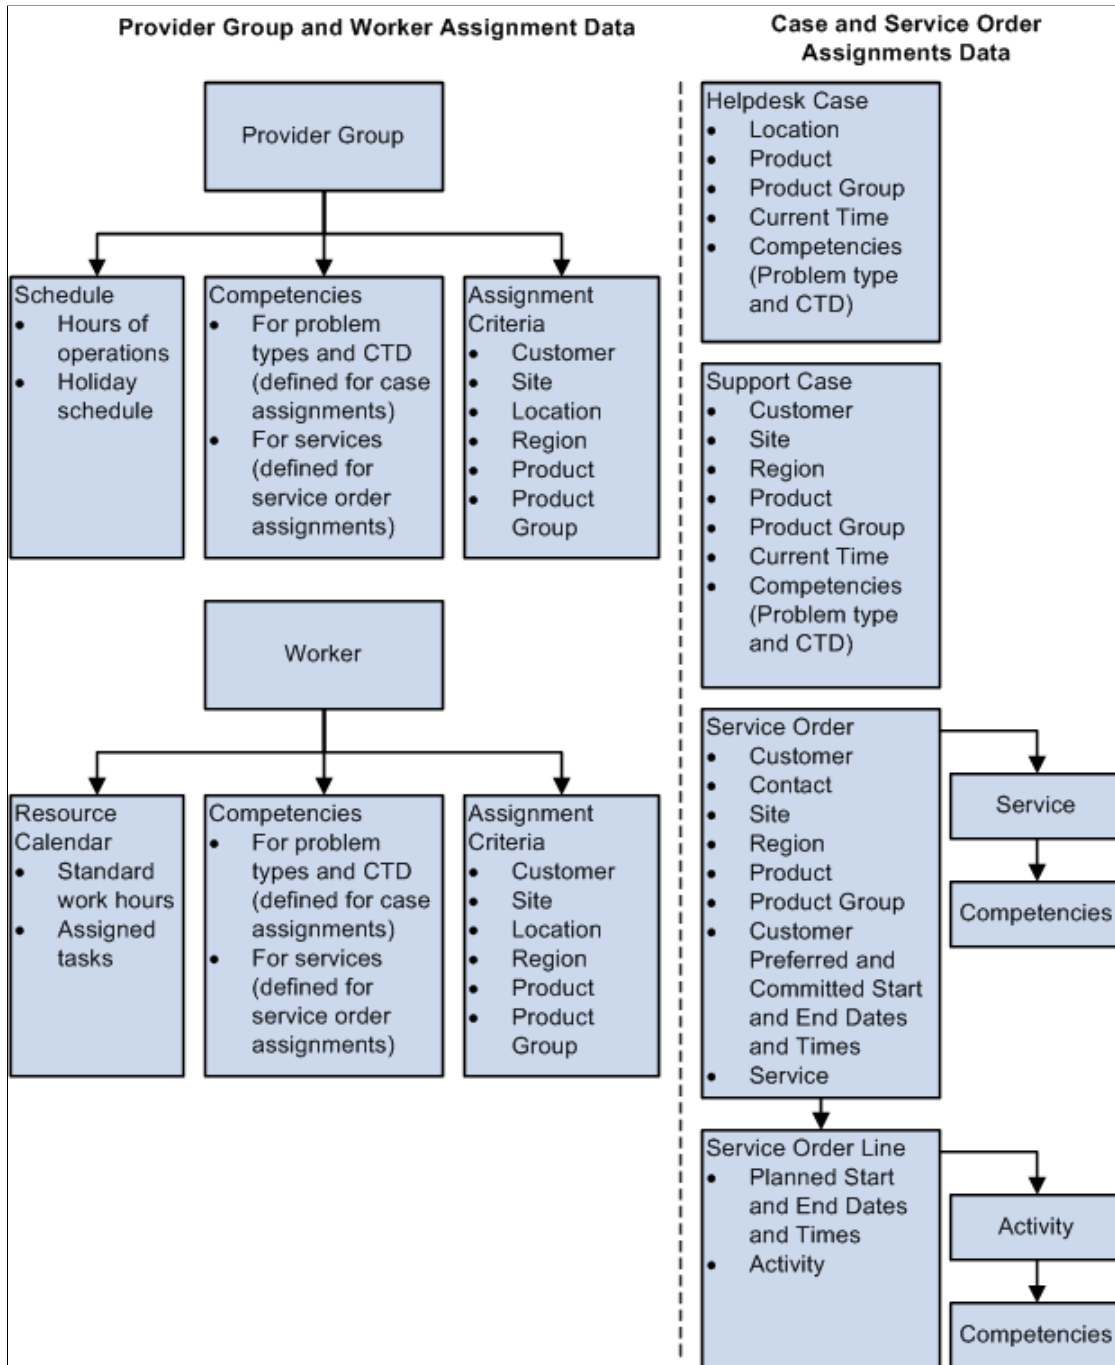 Provider Group and Worker Assignment Data
Case and Service Order
Assignments Data
Provider Group
Schedule
• Hours of
operations
• Holiday
schedule
Competencies
• For problem
types and CTD
(defined for case
assignments)
• For services
(defined for
service order
assignments)
Assignment
Criteria
• Customer
• Site
• Location
• Region
• Product
• Product
Group
Worker
Resource
Calendar
• Standard
work hours
• Assigned
tasks
Competencies
• For problem
types and CTD
(defined for case
assignments)
• For services
(defined for
service order
assignments)
Assignment
Criteria
• Customer
• Site
• Location
• Region
• Product
• Product
Group
Helpdesk Case
• Location
• Product
• Product Group
• Current Time
• Competencies
(Problem type
and CTD)
Support Case
• Customer
• Site
• Region
• Product
• Product Group
• Current Time
• Competencies
(Problem type
and CTD)
Service Order
• Customer
• Contact
• Site
• Region
• Product
• Product Group
• Customer
Preferred and
Committed Start
and End Dates
and Times
• Service
Service
Competencies
Service Order Line
• Planned Start
and End Dates
and Times
• Activity
Activity
Competencies